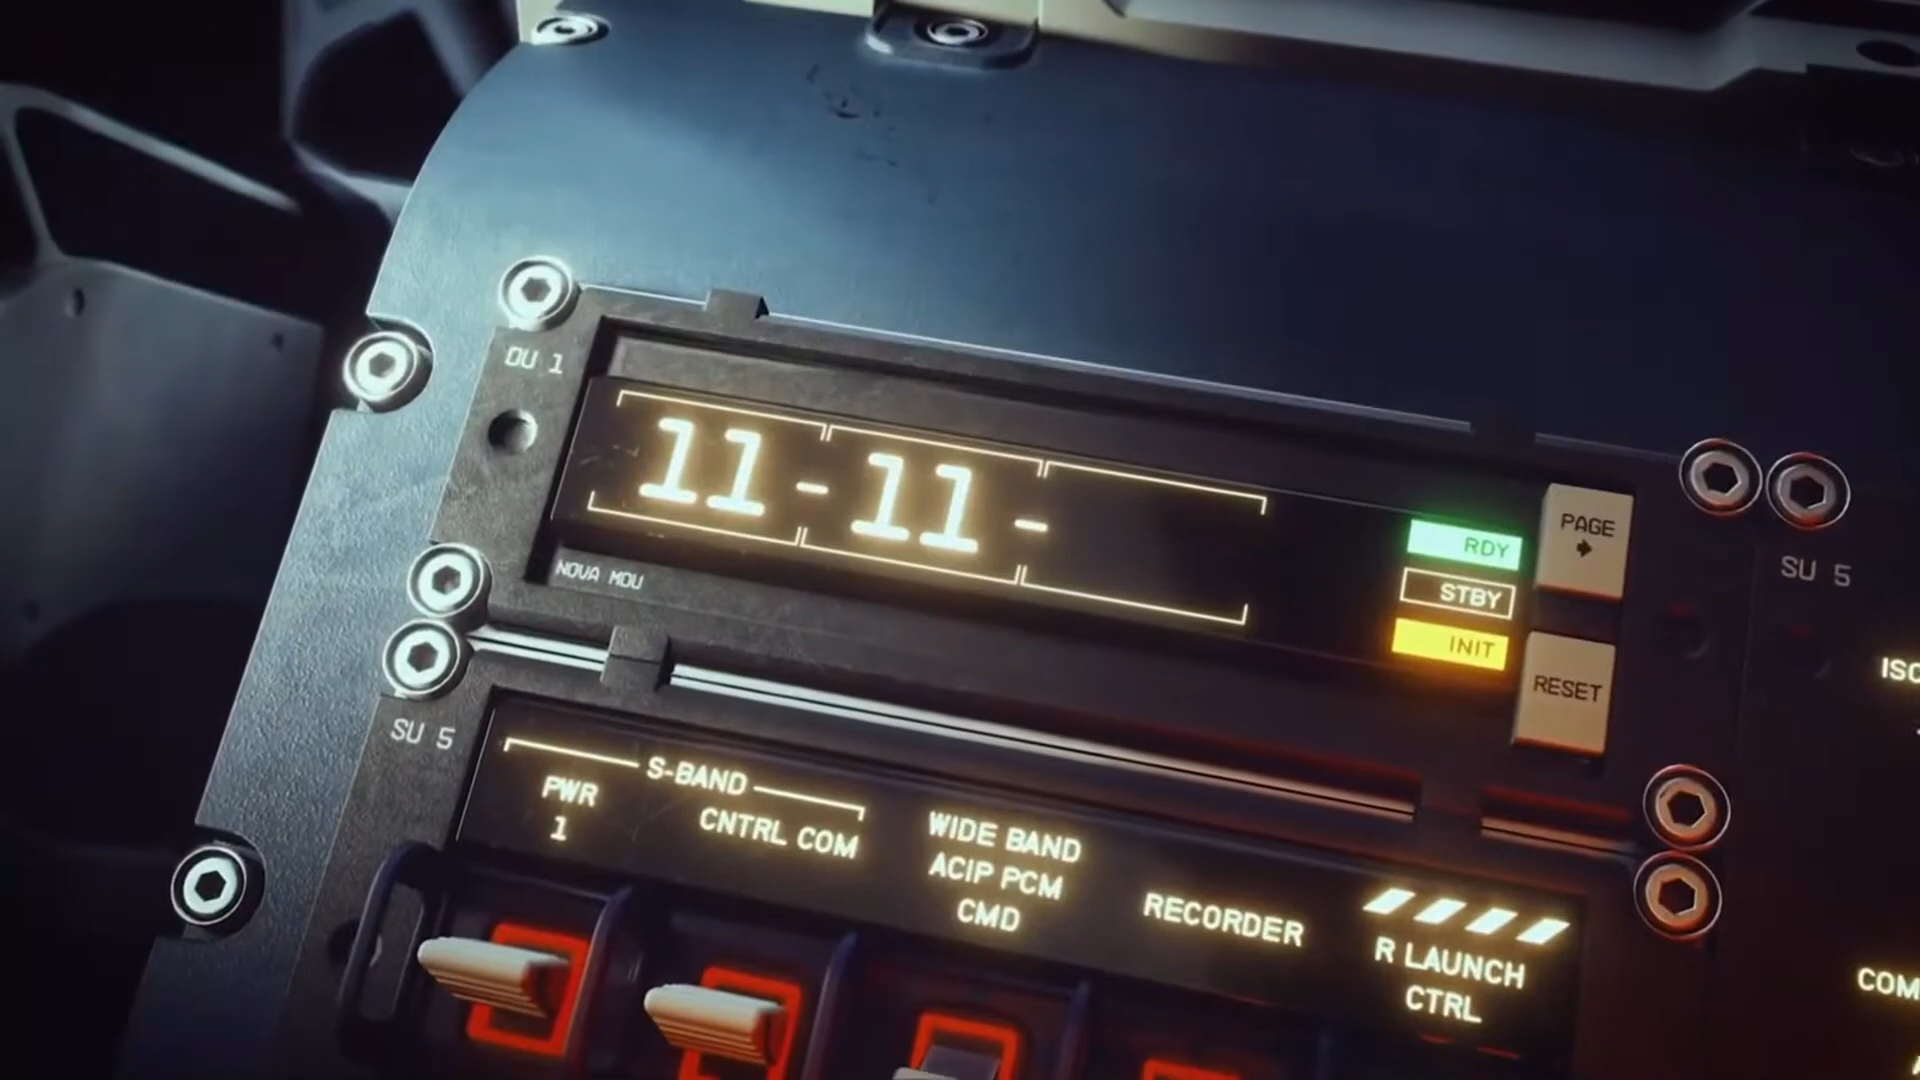 DU 1
11-11-
RDY
STBY
INIT
PAGE
RESET
NOVA MDU
SU 5
SU 5
S-BAND
PWR
1
CNTRL COM
WIDE BAND
ACIP PCM
CMD
RECORDER
R LAUNCH
CTRL